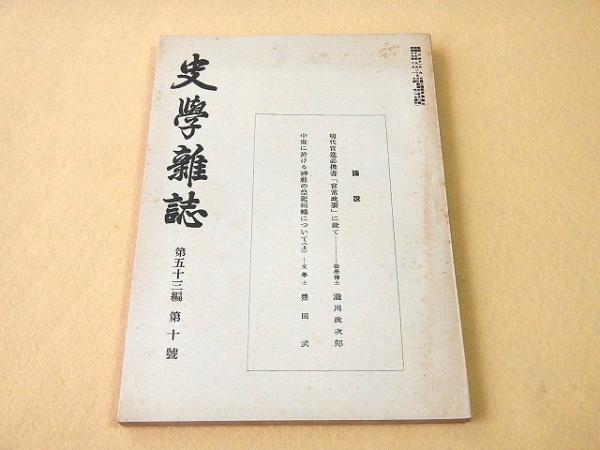 史學雜誌
第五十三編 第十號
論說
明代官這必携書「官常政要」に就て…………法學博士 瀧川政次郎
中世に於ける神社の祭祀組織について(上)…文學士 豊田武